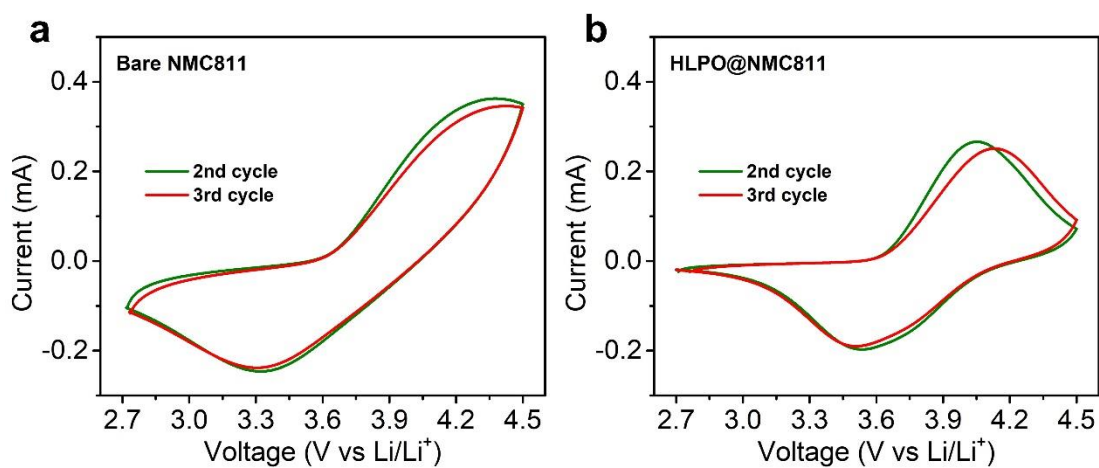 a
Bare NMC811
2nd cycle
3rd cycle
Current (mA)
0.4
0.2
0.0
-0.2
2.7 3.0 3.3 3.6 3.9 4.2 4.5
Voltage (V vs Li/Li⁺)
b
HLPO@NMC811
2nd cycle
3rd cycle
Current (mA)
0.4
0.2
0.0
-0.2
2.7 3.0 3.3 3.6 3.9 4.2 4.5
Voltage (V vs Li/Li⁺)